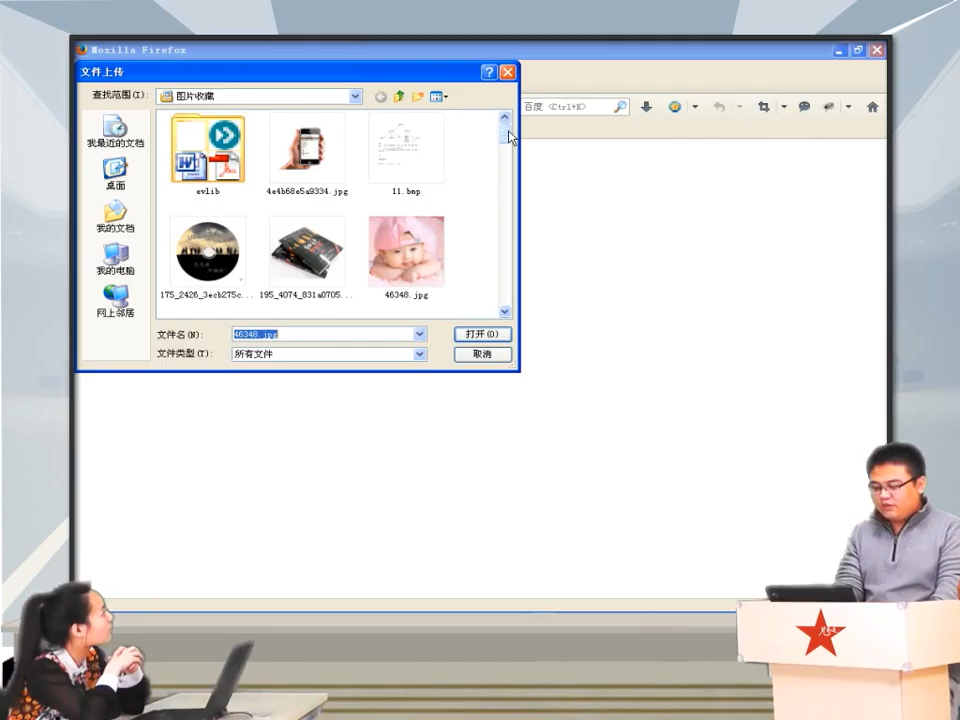 Mozilla Firefox
文件上传
查找范围(I):
图片收藏
百度 <Ctrl+K>
我最近的文档
桌面
我的文档
我的电脑
网上邻居
evlib
4e4b68e5a9334.jpg
11.bmp
175_2426_3ecb275c...
195_4074_831a0705...
46348.jpg
文件名(N):
46348.jpg
打开(O)
文件类型(T):
所有文件
取消